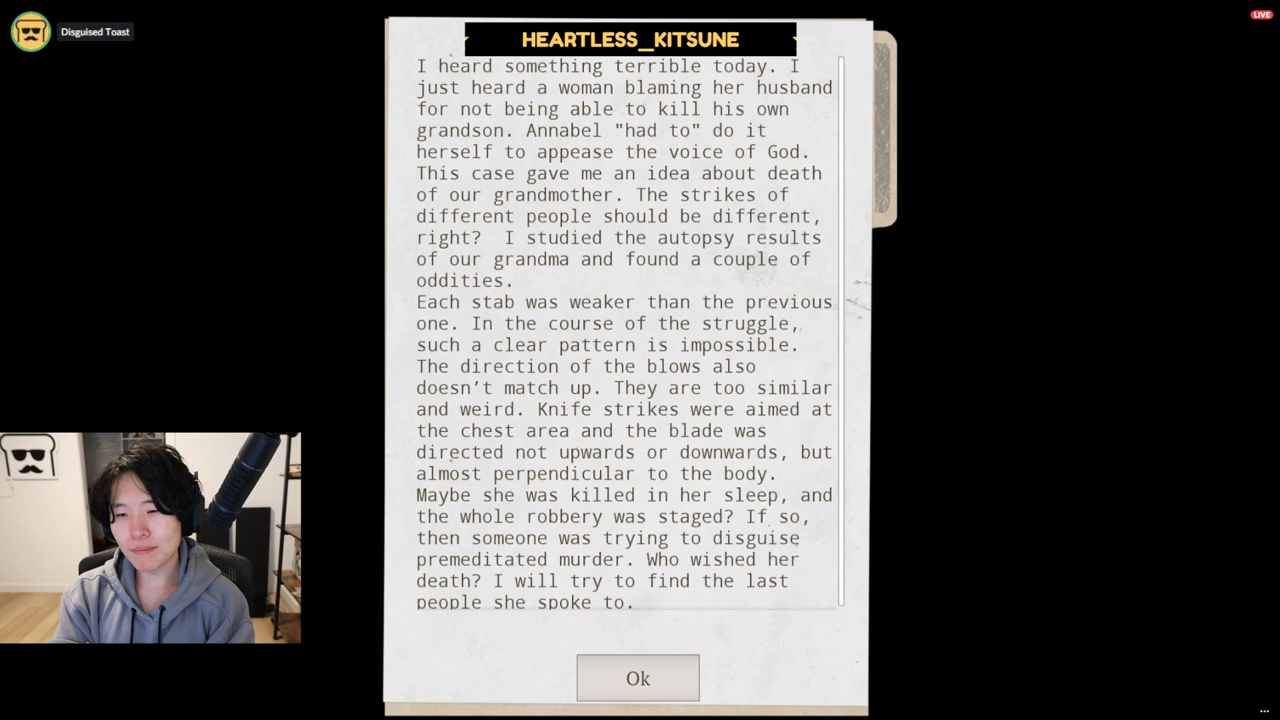 Disguised Toast
LIVE
HEARTLESS_KITSUNE
I heard something terrible today. I
just heard a woman blaming her husband
for not being able to kill his own
grandson. Annabel "had to" do it
herself to appease the voice of God.
This case gave me an idea about death
of our grandmother. The strikes of
different people should be different,
right?  I studied the autopsy results
of our grandma and found a couple of
oddities.
Each stab was weaker than the previous
one. In the course of the struggle,
such a clear pattern is impossible.
The direction of the blows also
doesn't match up. They are too similar
and weird. Knife strikes were aimed at
the chest area and the blade was
directed not upwards or downwards, but
almost perpendicular to the body.
Maybe she was killed in her sleep, and
the whole robbery was staged? If so,
then someone was trying to disguise
premeditated murder. Who wished her
death? I will try to find the last
people she spoke to.
Ok
...